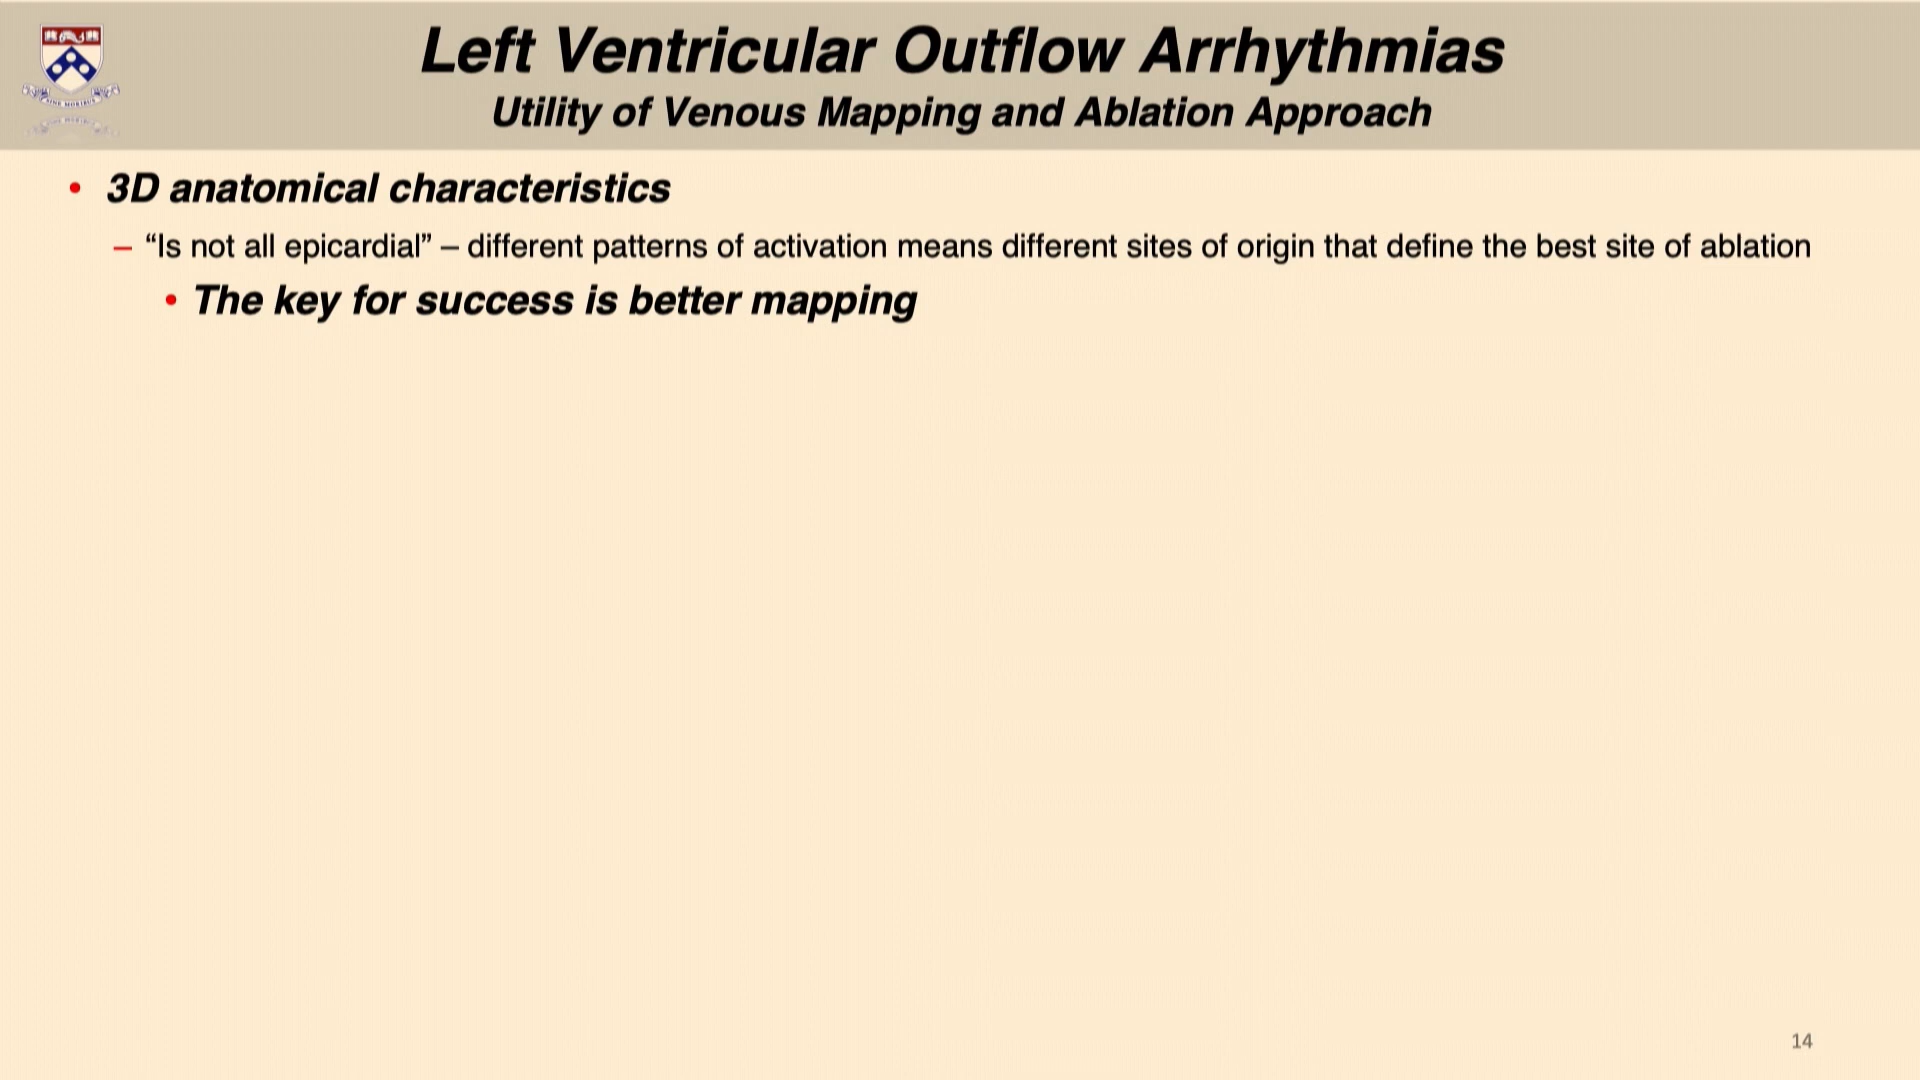 Left Ventricular Outflow Arrhythmias
Utility of Venous Mapping and Ablation Approach
• 3D anatomical characteristics
– “Is not all epicardial” – different patterns of activation means different sites of origin that define the best site of ablation
• The key for success is better mapping
14